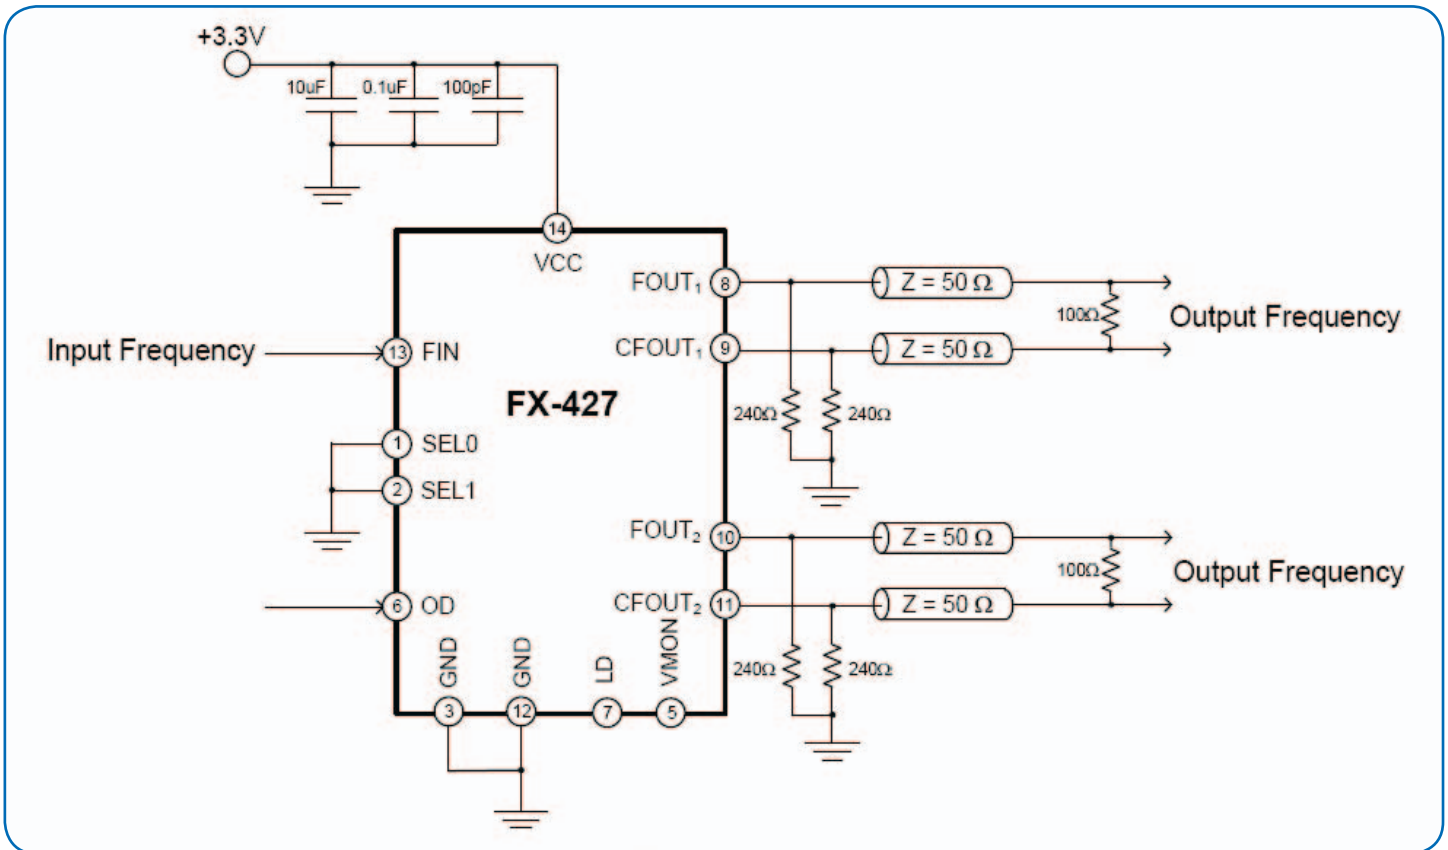 +3.3V
10uF
0.1uF
100pF
14
VCC
FOUT₁
8
Z = 50 Ω
100Ω
Output Frequency
Input Frequency
13
FIN
CFOUT₁
9
Z = 50 Ω
FX-427
240Ω
240Ω
1
SEL0
2
SEL1
FOUT₂
10
Z = 50 Ω
100Ω
Output Frequency
6
OD
CFOUT₂
11
Z = 50 Ω
GND
GND
LD
VMON
240Ω
240Ω
3
12
7
5